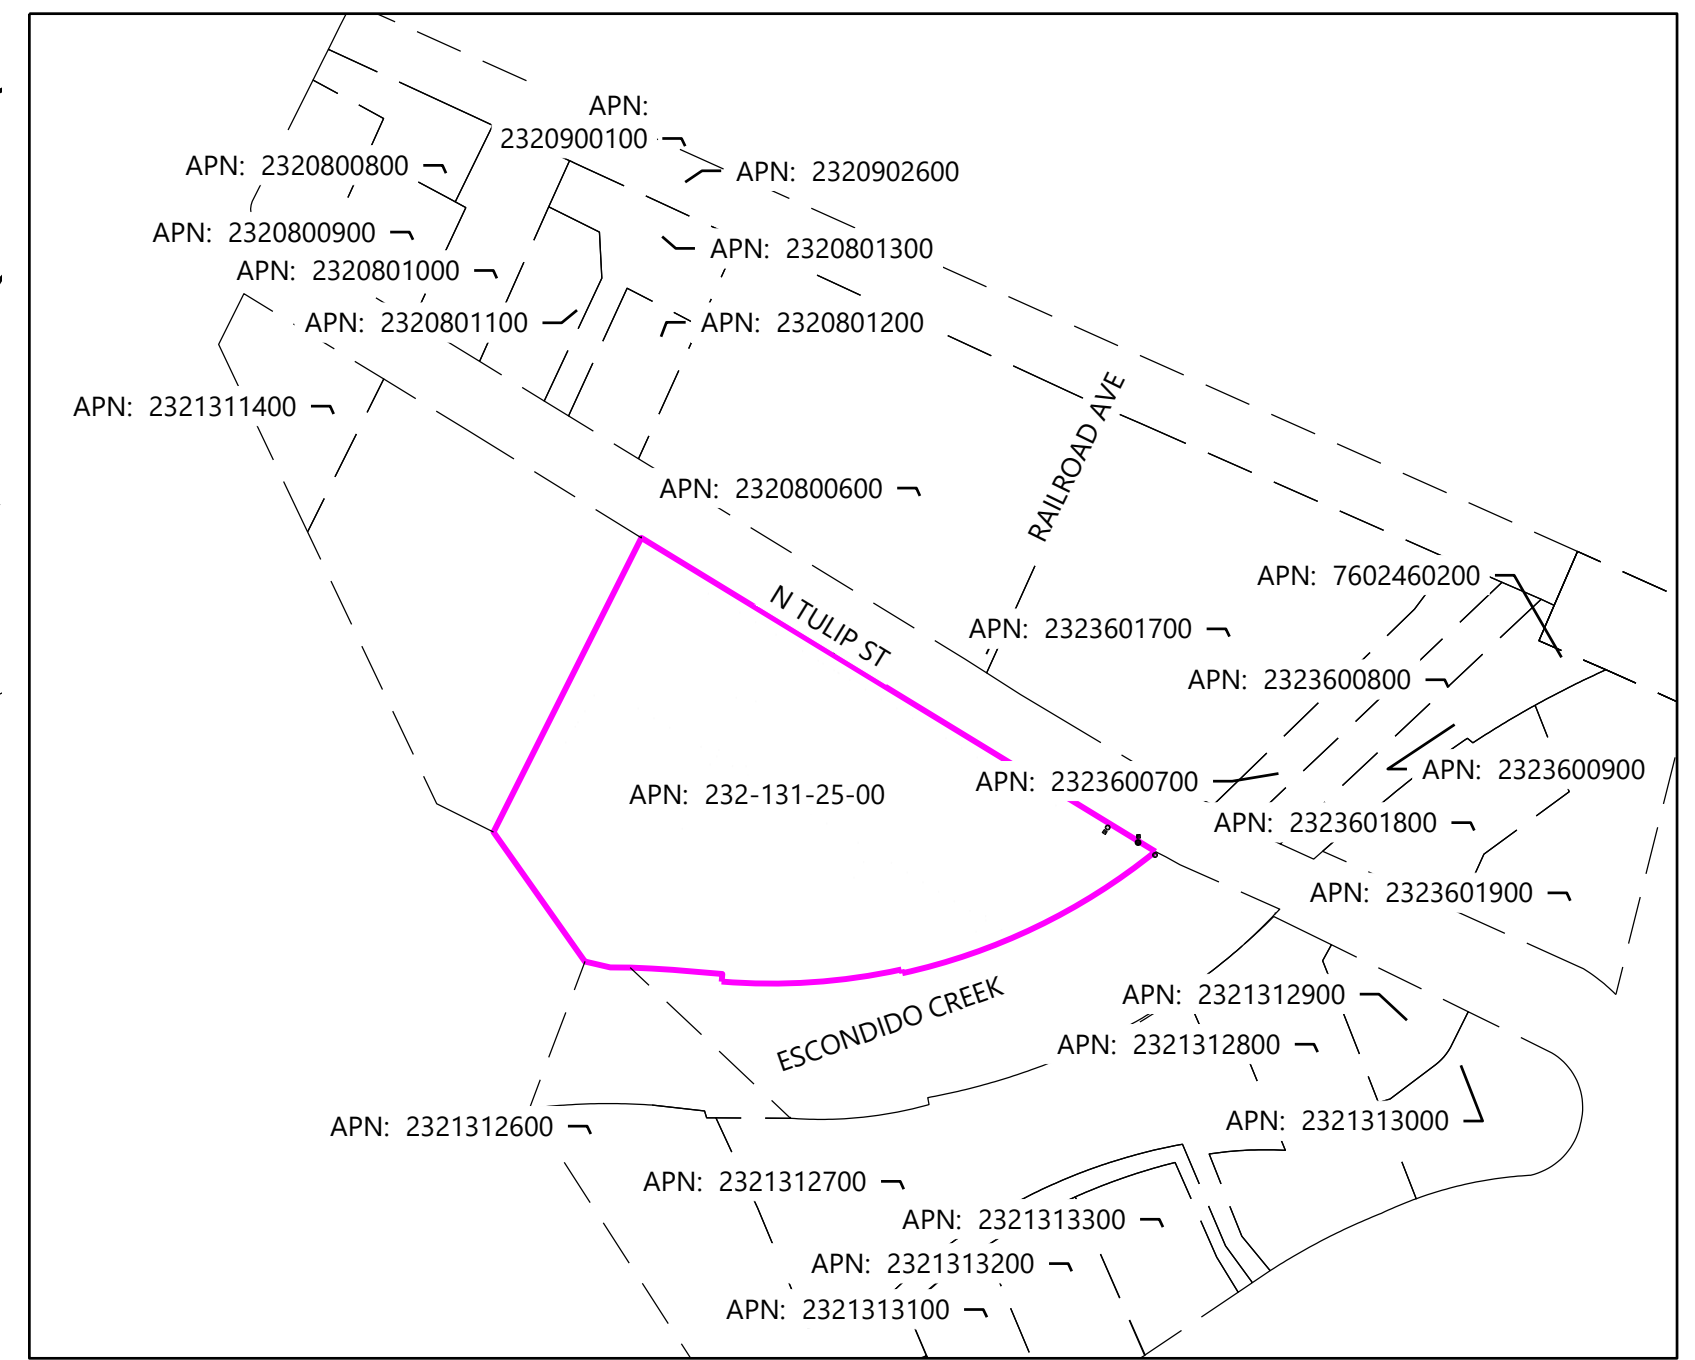 APN:
2320900100
APN: 2320800800
APN: 2320902600
APN: 2320800900
APN: 2320801300
APN: 2320801000
APN: 2320801100
APN: 2320801200
APN: 2321311400
RAILROAD AVE
APN: 2320800600
APN: 7602460200
N TULIP ST
APN: 2323601700
APN: 2323600800
APN: 2323600900
APN: 2323600700
APN: 232-131-25-00
APN: 2323601800
APN: 2323601900
APN: 2321312900
ESCONDIDO CREEK
APN: 2321312800
APN: 2321313000
APN: 2321312600
APN: 2321312700
APN: 2321313300
APN: 2321313200
APN: 2321313100